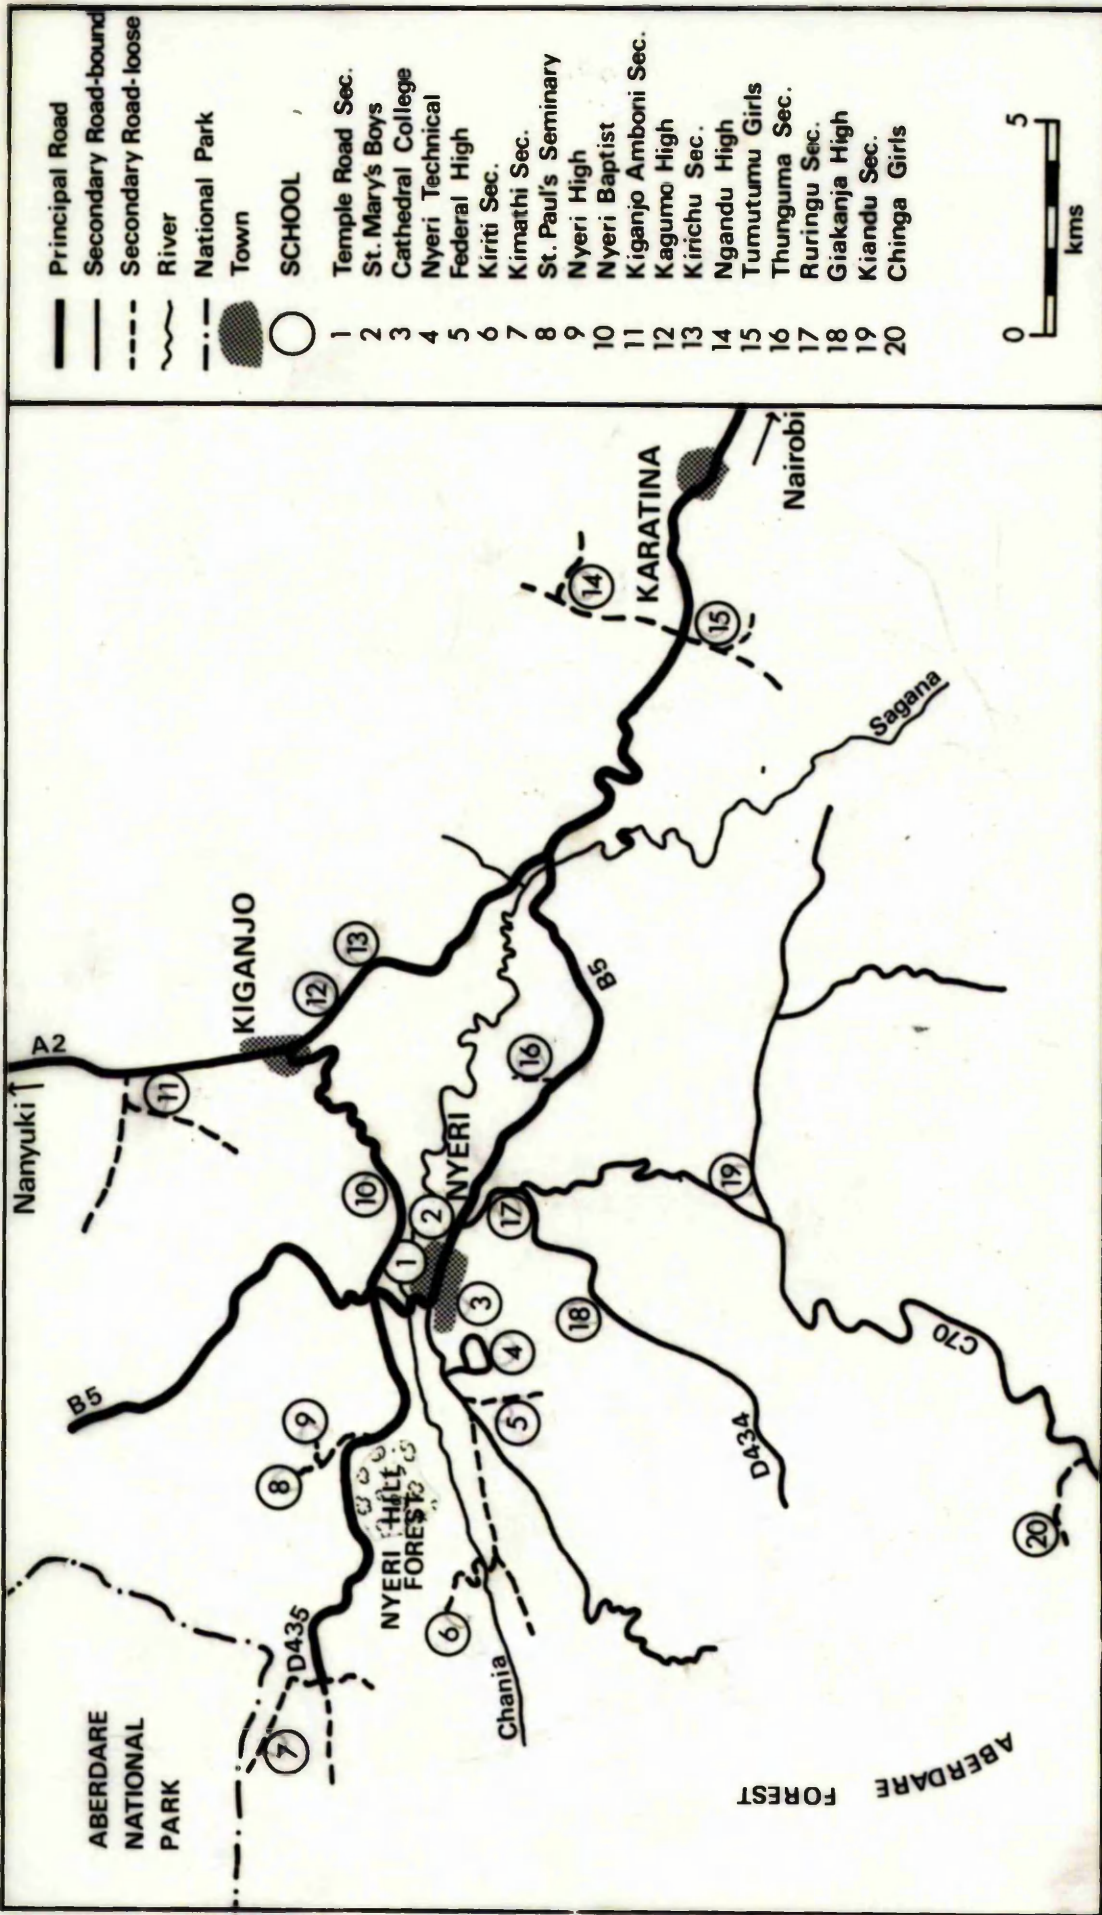 ABERDARE
NATIONAL
PARK
Nanyuki
A2
B5
D435
KIGANJO
NYERI HILL
FOREST
NYERI
Chania
B5
KARATINA
Nairobi
Sagana
D434
C70
FOREST
ABERDARE
1
2
3
4
5
6
7
8
9
10
11
12
13
14
15
16
17
18
19
20
Principal Road
Secondary Road-bound
Secondary Road-loose
River
National Park
Town
SCHOOL
1 Temple Road Sec.
2 St. Mary's Boys
3 Cathedral College
4 Nyeri Technical
5 Federal High
6 Kiriti Sec.
7 Kimathi Sec.
8 St. Paul's Seminary
9 Nyeri High
10 Nyeri Baptist
11 Kiganjo Amboni Sec.
12 Kagumo High
13 Kirichu Sec.
14 Ngandu High
15 Tumutumu Girls
16 Thunguma Sec.
17 Ruringu Sec.
18 Giakanja High
19 Kiandu Sec.
20 Chinga Girls
0 5
kms